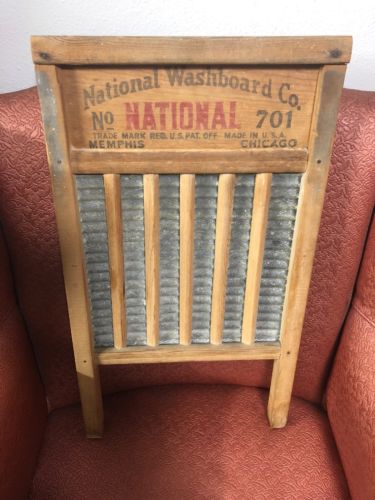 National Washboard Co.
No NATIONAL 701
TRADE MARK REG. U.S. PAT. OFF. MADE IN U.S.A.
MEMPHIS CHICAGO